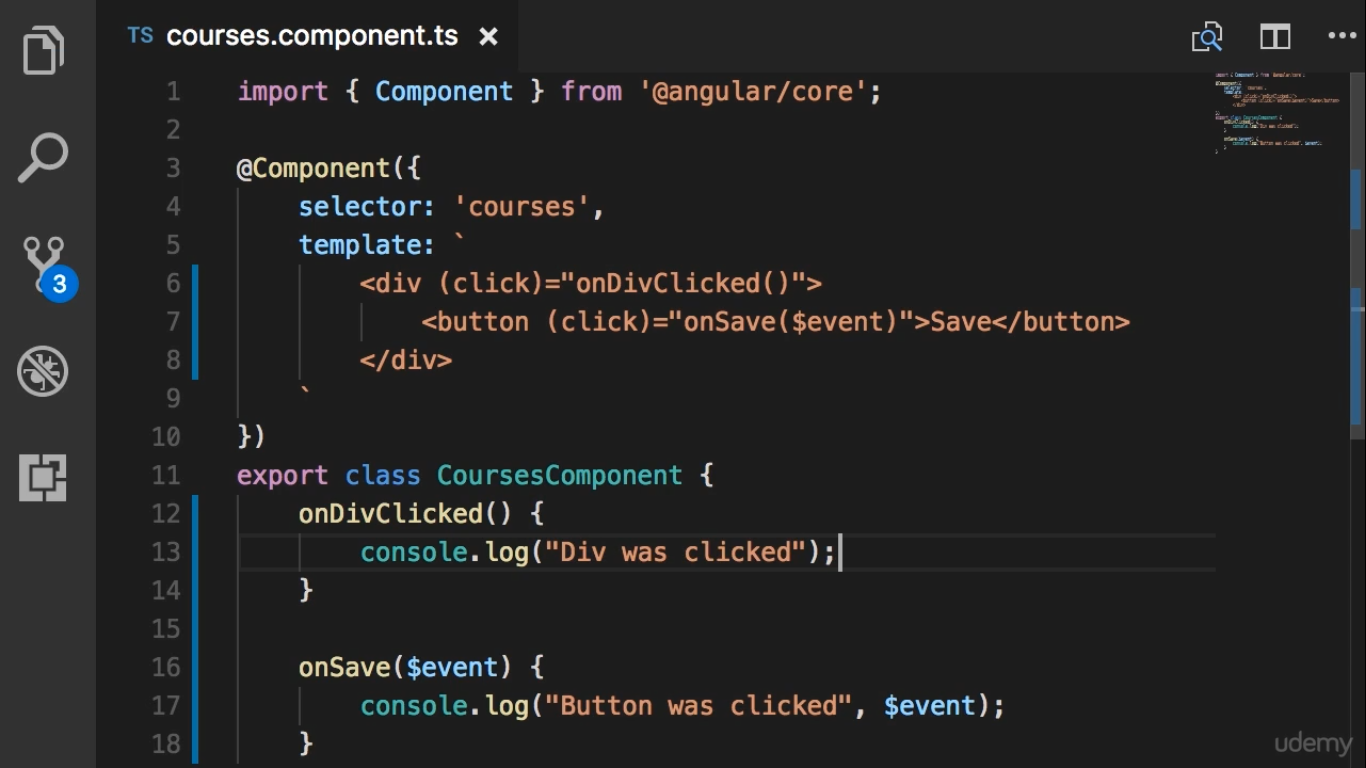 TS courses.component.ts ×
1 import { Component } from '@angular/core';
2
3 @Component({
4     selector: 'courses',
5     template: `
6         <div (click)="onDivClicked()">
7             <button (click)="onSave($event)">Save</button>
8         </div>
9     `
10 })
11 export class CoursesComponent {
12     onDivClicked() {
13         console.log("Div was clicked");
14     }
15
16     onSave($event) {
17         console.log("Button was clicked", $event);
18     }
3
udemy